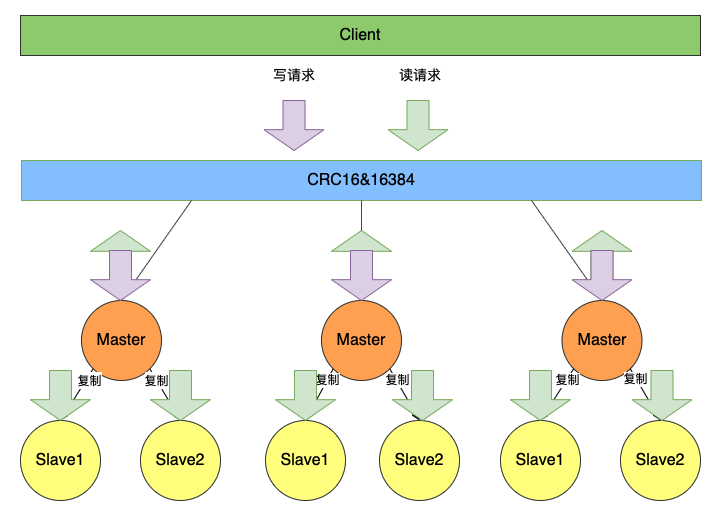 Client
写请求 读请求
CRC16&16384
Master Master Master
复制 复制 复制 复制 复制 复制
Slave1 Slave2 Slave1 Slave2 Slave1 Slave2